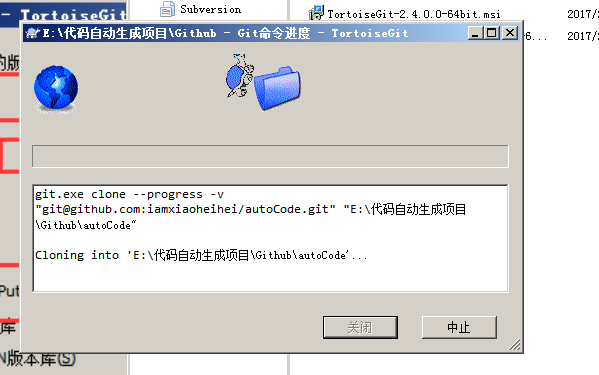 TortoiseGit
Subversion
TortoiseGit-2.4.0.0-64bit.msi
2017/2
6...
2017/2
E:\代码自动生成项目\Github - Git命令进度 - TortoiseGit
的版
git.exe clone --progress -v
"git@github.com:iamxiaoheihei/autoCode.git" "E:\代码自动生成项目
\Github\autoCode"
Cloning into 'E:\代码自动生成项目\Github\autoCode'...
Put
库
关闭
中止
N版本库(S)